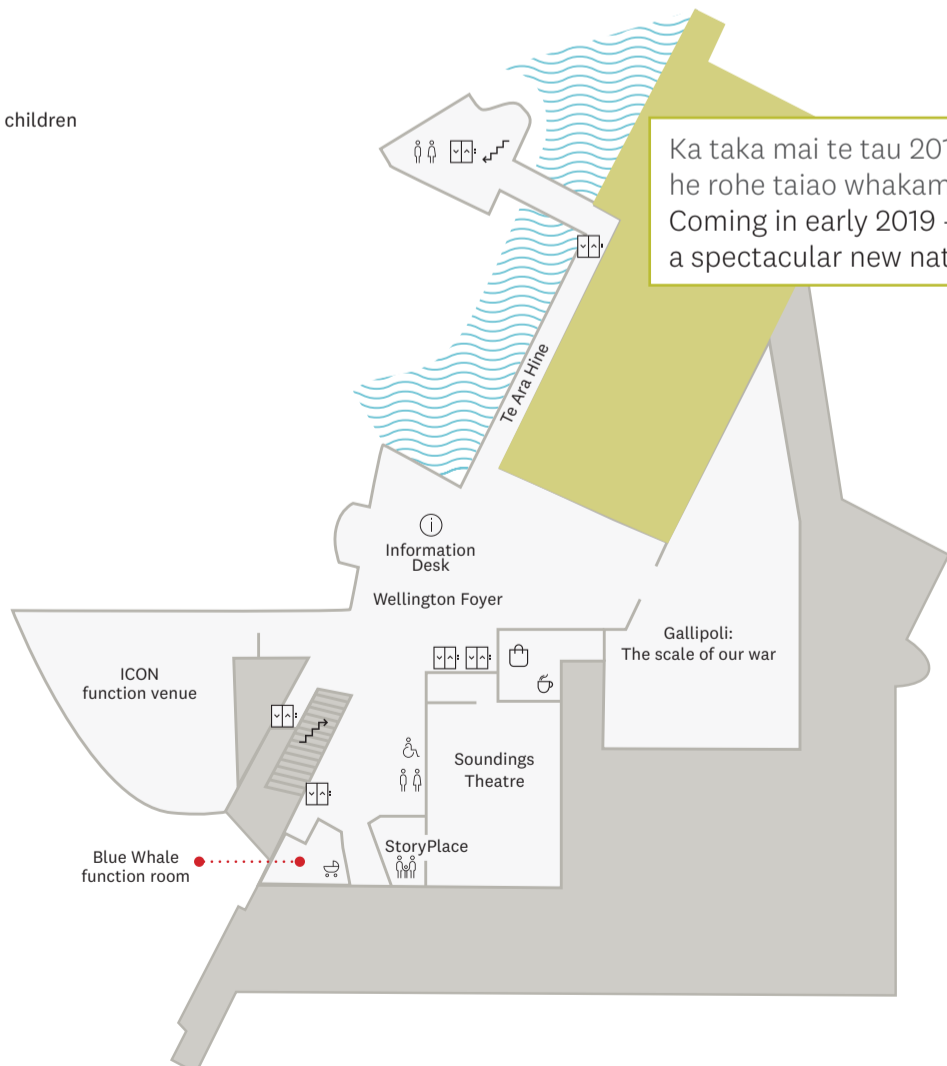 children
Ka taka mai te tau 201
he rohe taiao whakam
Coming in early 2019
a spectacular new nat
Te Ara Hine
i
Information
Desk
Wellington Foyer
Gallipoli:
The scale of our war
ICON
function venue
Soundings
Theatre
StoryPlace
Blue Whale
function room